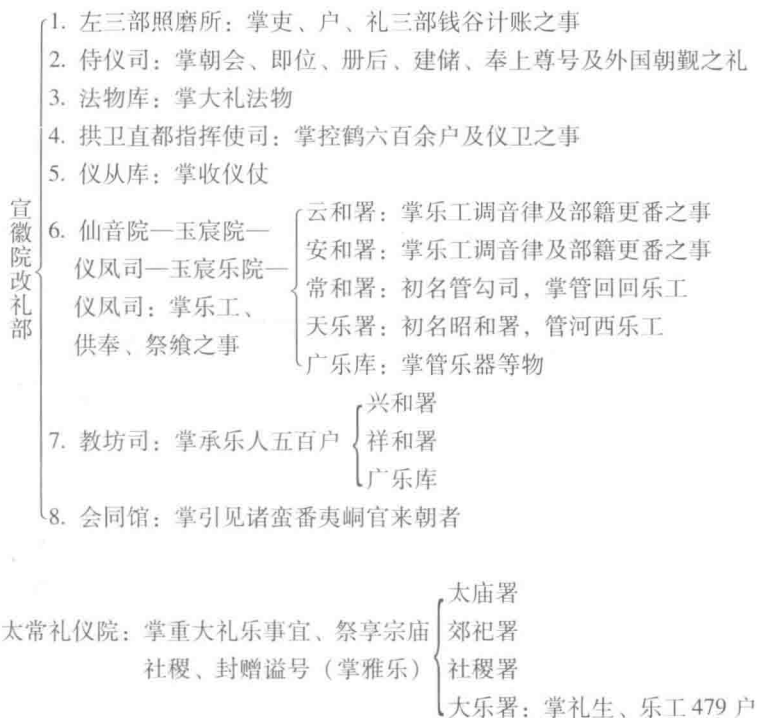 宣徽院改礼部
1. 左三部照磨所：掌吏、户、礼三部钱谷计账之事
2. 侍仪司：掌朝会、即位、册后、建储、奉上尊号及外国朝觐之礼
3. 法物库：掌大礼法物
4. 拱卫直都指挥使司：掌控鹤六百余户及仪卫之事
5. 仪从库：掌收仪仗
6. 仙音院—玉宸院—
仪凤司—玉宸乐院—
仪凤司：掌乐工、
供奉、祭飨之事
云和署：掌乐工调音律及部籍更番之事
安和署：掌乐工调音律及部籍更番之事
常和署：初名管勾司，掌管回回乐工
天乐署：初名昭和署，管河西乐工
广乐库：掌管乐器等物
7. 教坊司：掌承乐人五百户
兴和署
祥和署
广乐库
8. 会同馆：掌引见诸蛮番夷峒官来朝者
太常礼仪院：掌重大礼乐事宜、祭享宗庙
社稷、封赠谥号（掌雅乐）
太庙署
郊祀署
社稷署
大乐署：掌礼生、乐工479 户